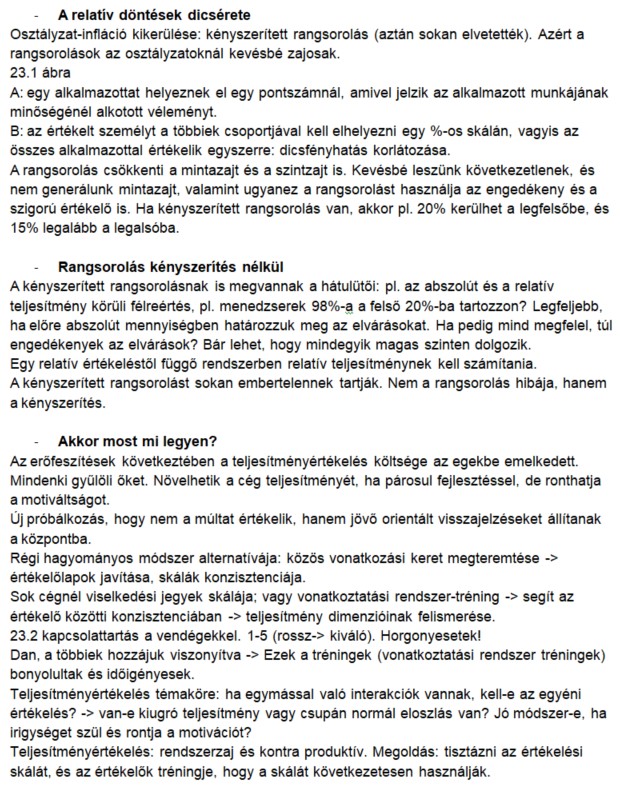 - A relatív döntések dicsérete
Osztályzat-infláció kikerülése: kényszerített rangsorolás (aztán sokan elvetették). Azért a
rangsorolások az osztályzatoknál kevésbé zajosak.
23.1 ábra
A: egy alkalmazottat helyeznek el egy pontszámnál, amivel jelzik az alkalmazott munkájának
minőségénél alkotott véleményt.
B: az értékelt személyt a többiek csoportjával kell elhelyezni egy %-os skálán, vagyis az
összes alkalmazottal értékelik egyszerre: dicsfényhatás korlátozása.
A rangsorolás csökkenti a mintazajt és a szintzajt is. Kevésbé leszünk következetlenek, és
nem generálunk mintazajt, valamint ugyanez a rangsorolást használja az engedékeny és a
szigorú értékelő is. Ha kényszerített rangsorolás van, akkor pl. 20% kerülhet a legfelsőbe, és
15% legalább a legalsóba.
- Rangsorolás kényszerítés nélkül
A kényszerített rangsorolásnak is megvannak a hátulütői: pl. az abszolút és a relatív
teljesítmény körüli félreértés, pl. menedzserek 98%-a a felső 20%-ba tartozzon? Legfeljebb,
ha előre abszolút mennyiségben határozzuk meg az elvárásokat. Ha pedig mind megfelel, túl
engedékenyek az elvárások? Bár lehet, hogy mindegyik magas szinten dolgozik.
Egy relatív értékeléstől függő rendszerben relatív teljesítménynek kell számítania.
A kényszerített rangsorolást sokan embertelennek tartják. Nem a rangsorolás hibája, hanem
a kényszerítés.
- Akkor most mi legyen?
Az erőfeszítések következtében a teljesítményértékelés költsége az egekbe emelkedett.
Mindenki gyűlöli őket. Növelhetik a cég teljesítményét, ha párosul fejlesztéssel, de ronthatja
a motiváltságot.
Új próbálkozás, hogy nem a múltat értékelik, hanem jövő orientált visszajelzéseket állítanak
a központba.
Régi hagyományos módszer alternatívája: közös vonatkozási keret megteremtése ->
értékelőlapok javítása, skálák konzisztenciája.
Sok cégnél viselkedési jegyek skálája; vagy vonatkoztatási rendszer-tréning -> segít az
értékelő közötti konzisztenciában -> teljesítmény dimenzióinak felismerése.
23.2 kapcsolattartás a vendégekkel. 1-5 (rossz-> kiváló). Horgonyesetek!
Dan, a többiek hozzájuk viszonyítva -> Ezek a tréningek (vonatkoztatási rendszer tréningek)
bonyolultak és időigényesek.
Teljesítményértékelés témaköre: ha egymással való interakciók vannak, kell-e az egyéni
értékelés? -> van-e kiugró teljesítmény vagy csupán normál eloszlás van? Jó módszer-e, ha
irigységet szül és rontja a motivációt?
Teljesítményértékelés: rendszerzaj és kontra produktív. Megoldás: tisztázni az értékelési
skálát, és az értékelők tréningje, hogy a skálát következetesen használják.